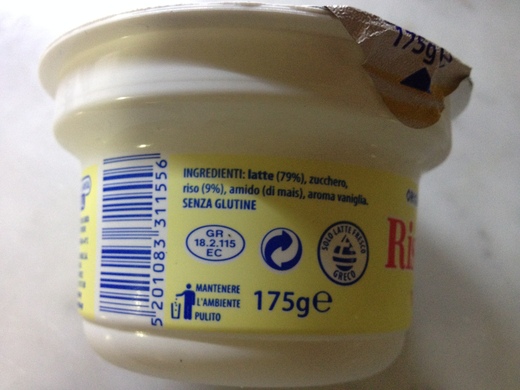 175g
INGREDIENTI: latte (79%), zucchero,
riso (9%), amido (di mais), aroma vaniglia.
SENZA GLUTINE
5 201083 311556
GR -
18.2.115
EC
SOLO LATTE FRESCO
GRECO
MANTENERE
L'AMBIENTE
PULITO
175g e